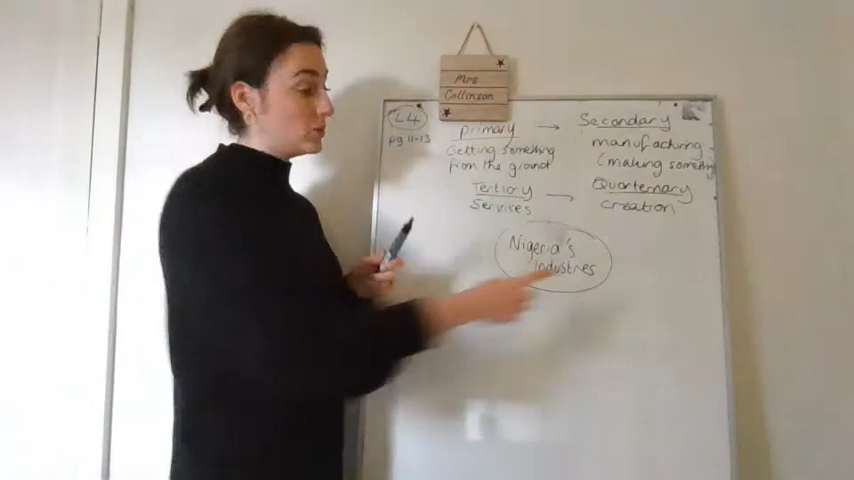 Mrs
Collinson
L4
pg 11-13
primary
Getting something
from the ground
Secondary
manufacturing
(making something
Tertiary
Services
Quarternary
creation
Nigeria's
industries